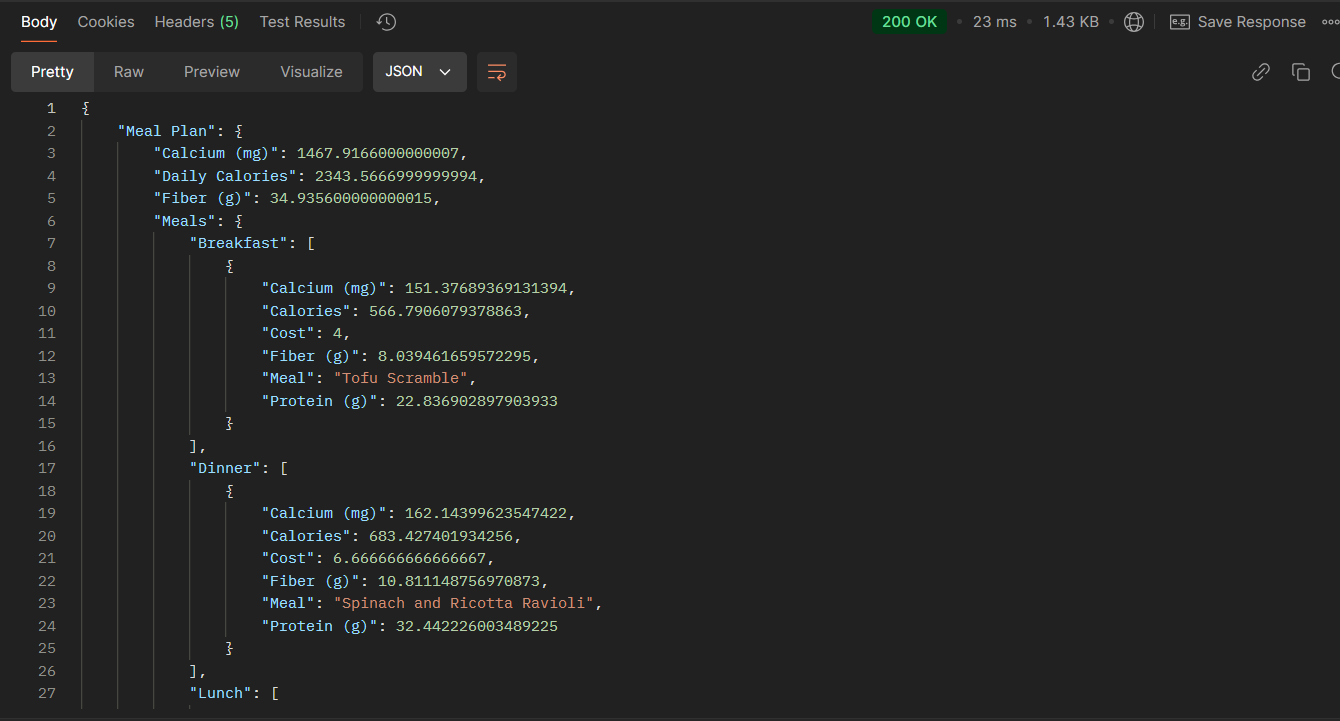 Body Cookies Headers (5) Test Results 200 OK • 23 ms • 1.43 KB • e.g. Save Response
Pretty Raw Preview Visualize JSON
1 {
2     "Meal Plan": {
3         "Calcium (mg)": 1467.9166000000007,
4         "Daily Calories": 2343.5666999999994,
5         "Fiber (g)": 34.935600000000015,
6         "Meals": {
7             "Breakfast": [
8                 {
9                     "Calcium (mg)": 151.37689369131394,
10                     "Calories": 566.7906079378863,
11                     "Cost": 4,
12                     "Fiber (g)": 8.039461659572295,
13                     "Meal": "Tofu Scramble",
14                     "Protein (g)": 22.836902897903933
15                 }
16             ],
17             "Dinner": [
18                 {
19                     "Calcium (mg)": 162.14399623547422,
20                     "Calories": 683.427401934256,
21                     "Cost": 6.666666666666667,
22                     "Fiber (g)": 10.811148756970873,
23                     "Meal": "Spinach and Ricotta Ravioli",
24                     "Protein (g)": 32.442226003489225
25                 }
26             ],
27             "Lunch": [